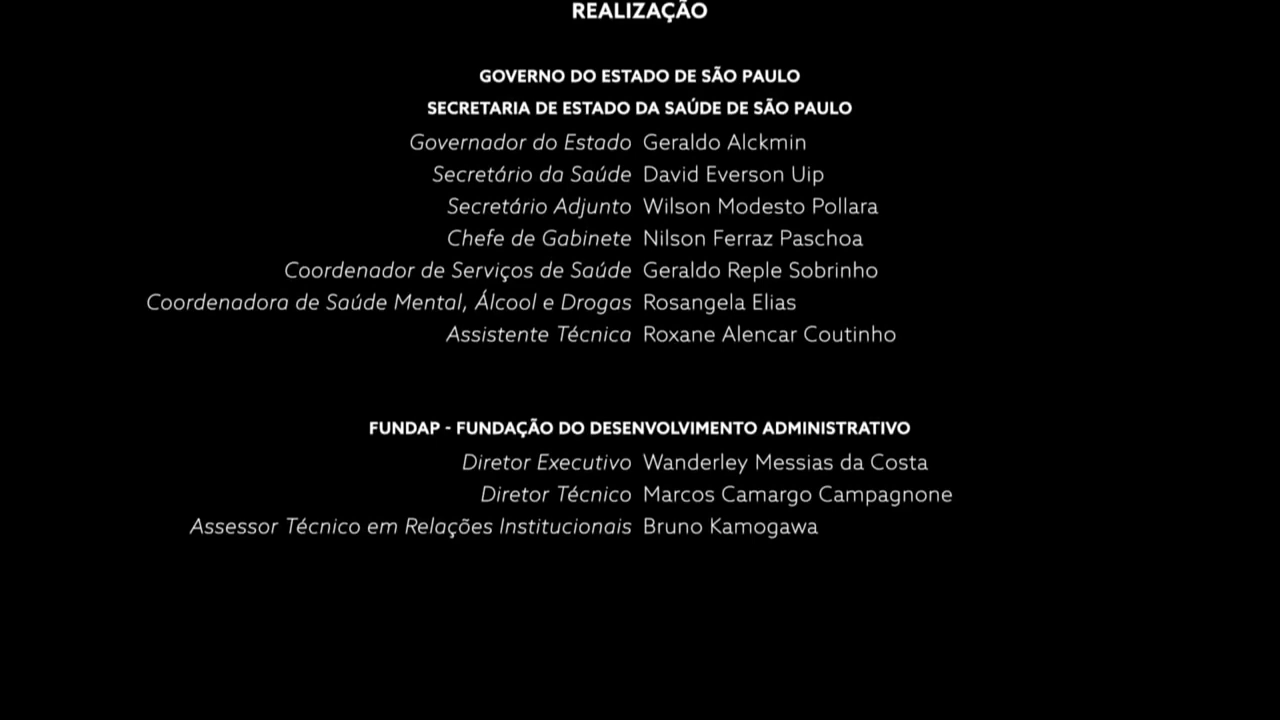 REALIZAÇÃO
GOVERNO DO ESTADO DE SÃO PAULO
SECRETARIA DE ESTADO DA SAÚDE DE SÃO PAULO
Governador do Estado Geraldo Alckmin
Secretário da Saúde David Everson Uip
Secretário Adjunto Wilson Modesto Pollara
Chefe de Gabinete Nilson Ferraz Paschoa
Coordenador de Serviços de Saúde Geraldo Reple Sobrinho
Coordenadora de Saúde Mental, Álcool e Drogas Rosangela Elias
Assistente Técnica Roxane Alencar Coutinho
FUNDAP - FUNDAÇÃO DO DESENVOLVIMENTO ADMINISTRATIVO
Diretor Executivo Wanderley Messias da Costa
Diretor Técnico Marcos Camargo Campagnone
Assessor Técnico em Relações Institucionais Bruno Kamogawa